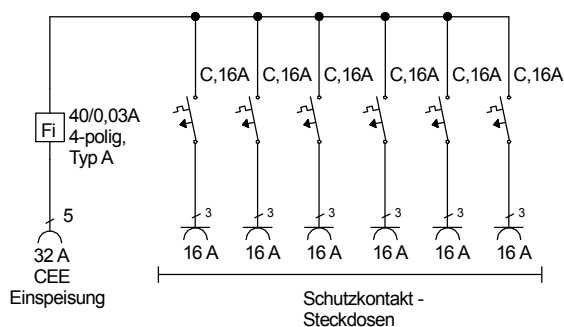 C,16A C,16A C,16A C,16A C,16A C,16A
Fi
40/0,03A
4-polig,
Typ A
5
3 3 3 3 3 3
32 A
CEE
Einspeisung
16 A 16 A 16 A 16 A 16 A 16 A
Schutzkontakt -
Steckdosen